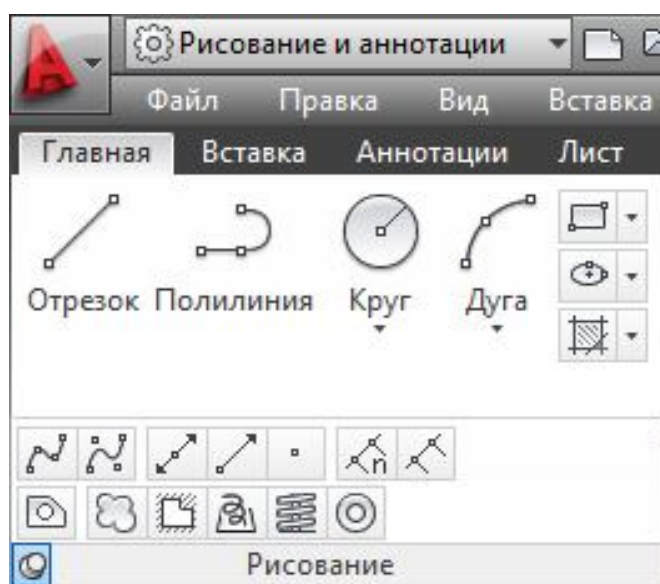 Рисование и аннотации
Файл Правка Вид Вставка
Главная Вставка Аннотации Лист
Отрезок Полилиния Круг Дуга
n
Рисование